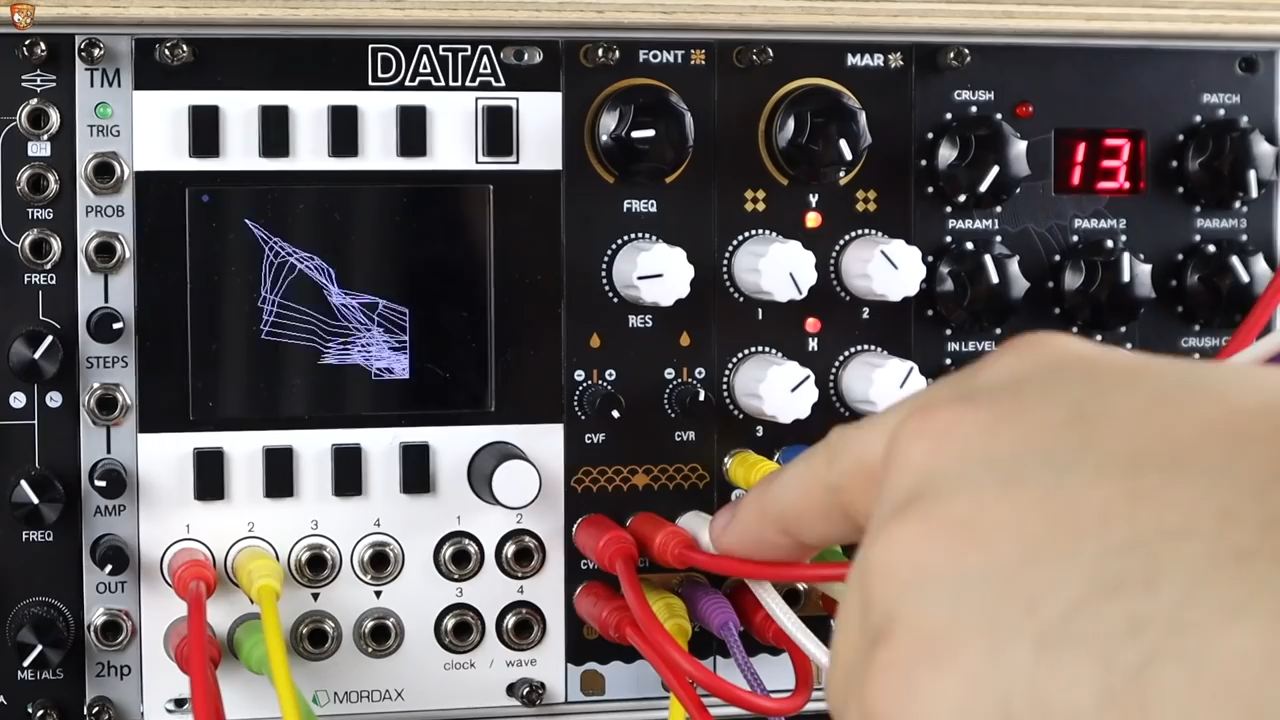 OH
TRIG
FREQ
FREQ
METALS
TM
TRIG
PROB
STEPS
AMP
OUT
2hp
DATA
1 2 3 4
1 2
3 4
clock / wave
MORDAX
FONT
FREQ
RES
CVF
CVR
MAR
Y
1
2
X
3
CRUSH
13.
PATCH
PARAM 1
PARAM 2
PARAM 3
IN LEVEL